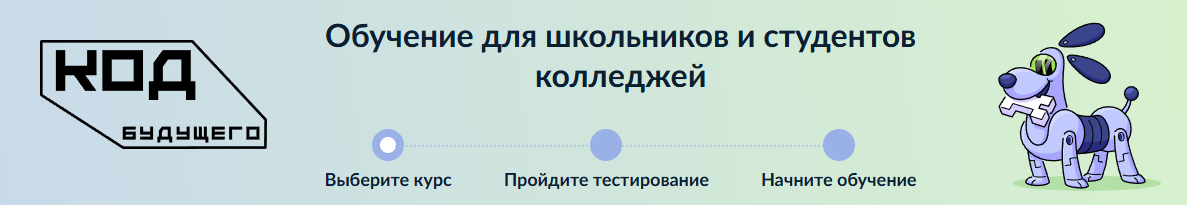 КОД
БУДУЩЕГО
Обучение для школьников и студентов
колледжей
Выберите курс
Пройдите тестирование
Начните обучение